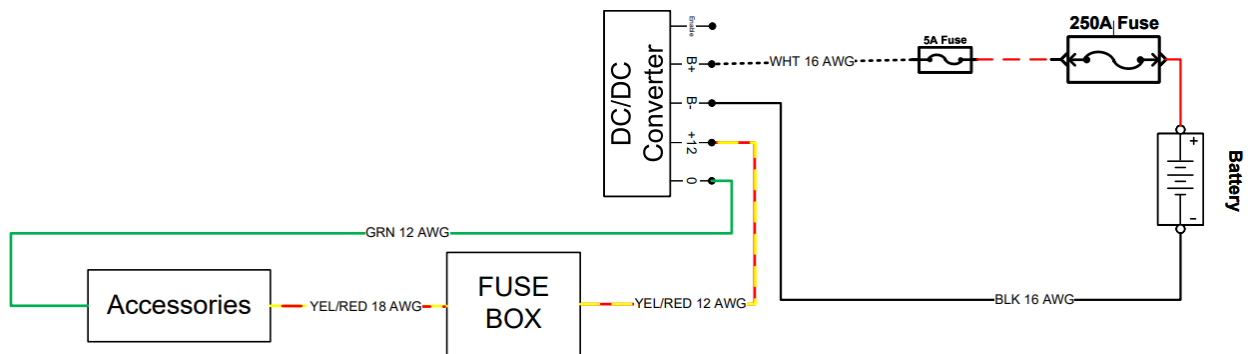 250A Fuse
5A Fuse
Enable
DC/DC
Converter
B+
WHT 16 AWG
B-
+12
0
+
-
Battery
GRN 12 AWG
Accessories
YEL/RED 18 AWG
FUSE
BOX
YEL/RED 12 AWG
BLK 16 AWG